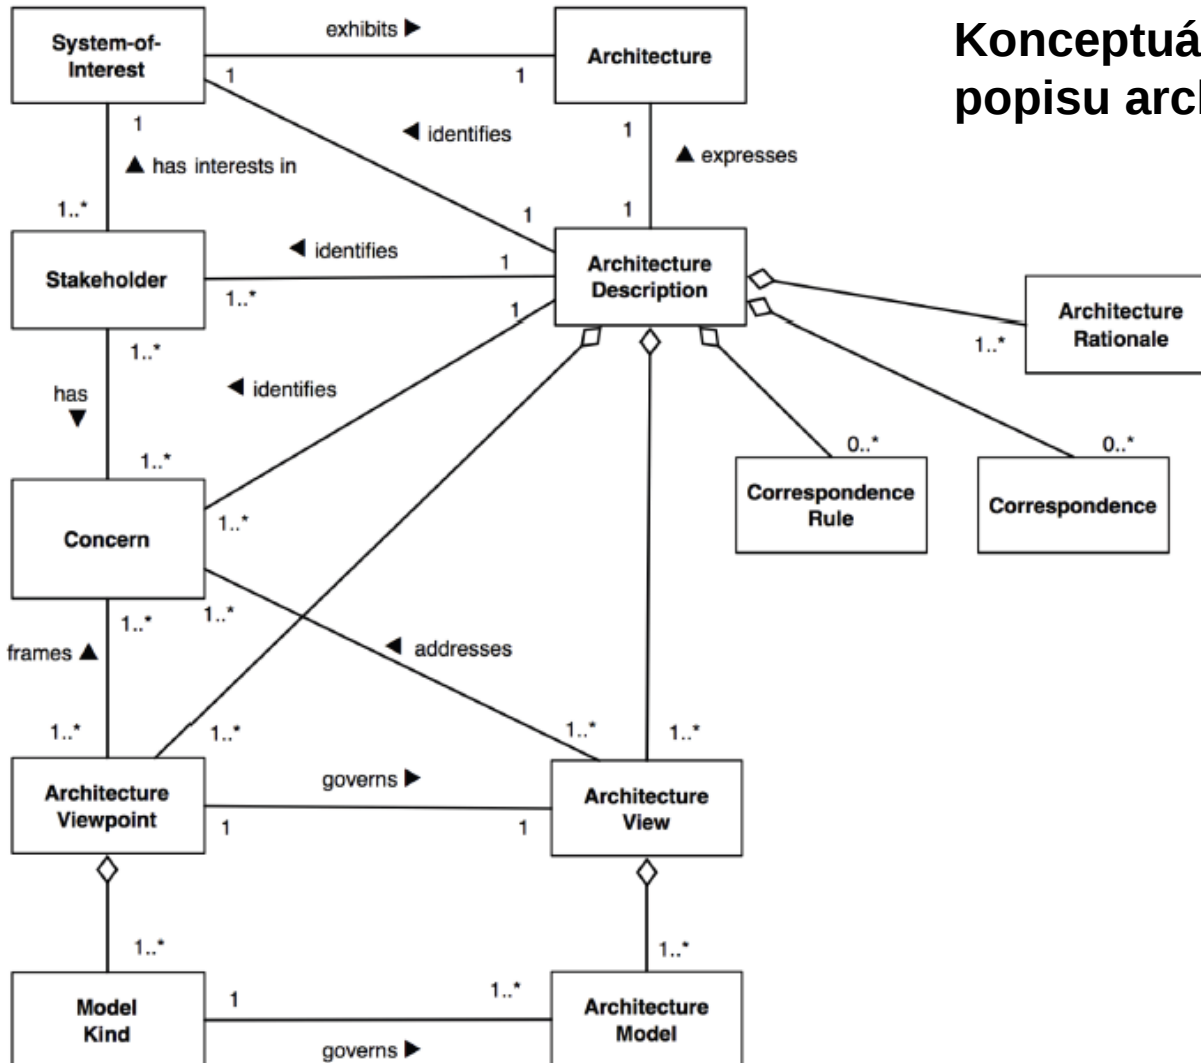 Konceptuá
popisu arc
System-of-
Interest
exhibits ▶
Architecture
1
1
1
◀ identifies
1
▲ has interests in
▲ expresses
1..*
1
1
Stakeholder
◀ identifies
1
1..*
Architecture
Description
1
Architecture
Rationale
1..*
1..*
has
▼
◀ identifies
1..*
0..*
0..*
Correspondence
Rule
Correspondence
Concern
1..*
1..*
1..*
frames ▲
◀ addresses
1..*
1..*
1..*
1..*
Architecture
Viewpoint
governs ▶
Architecture
View
1
1
1..*
1..*
Model
Kind
1
1..*
Architecture
Model
governs ▶